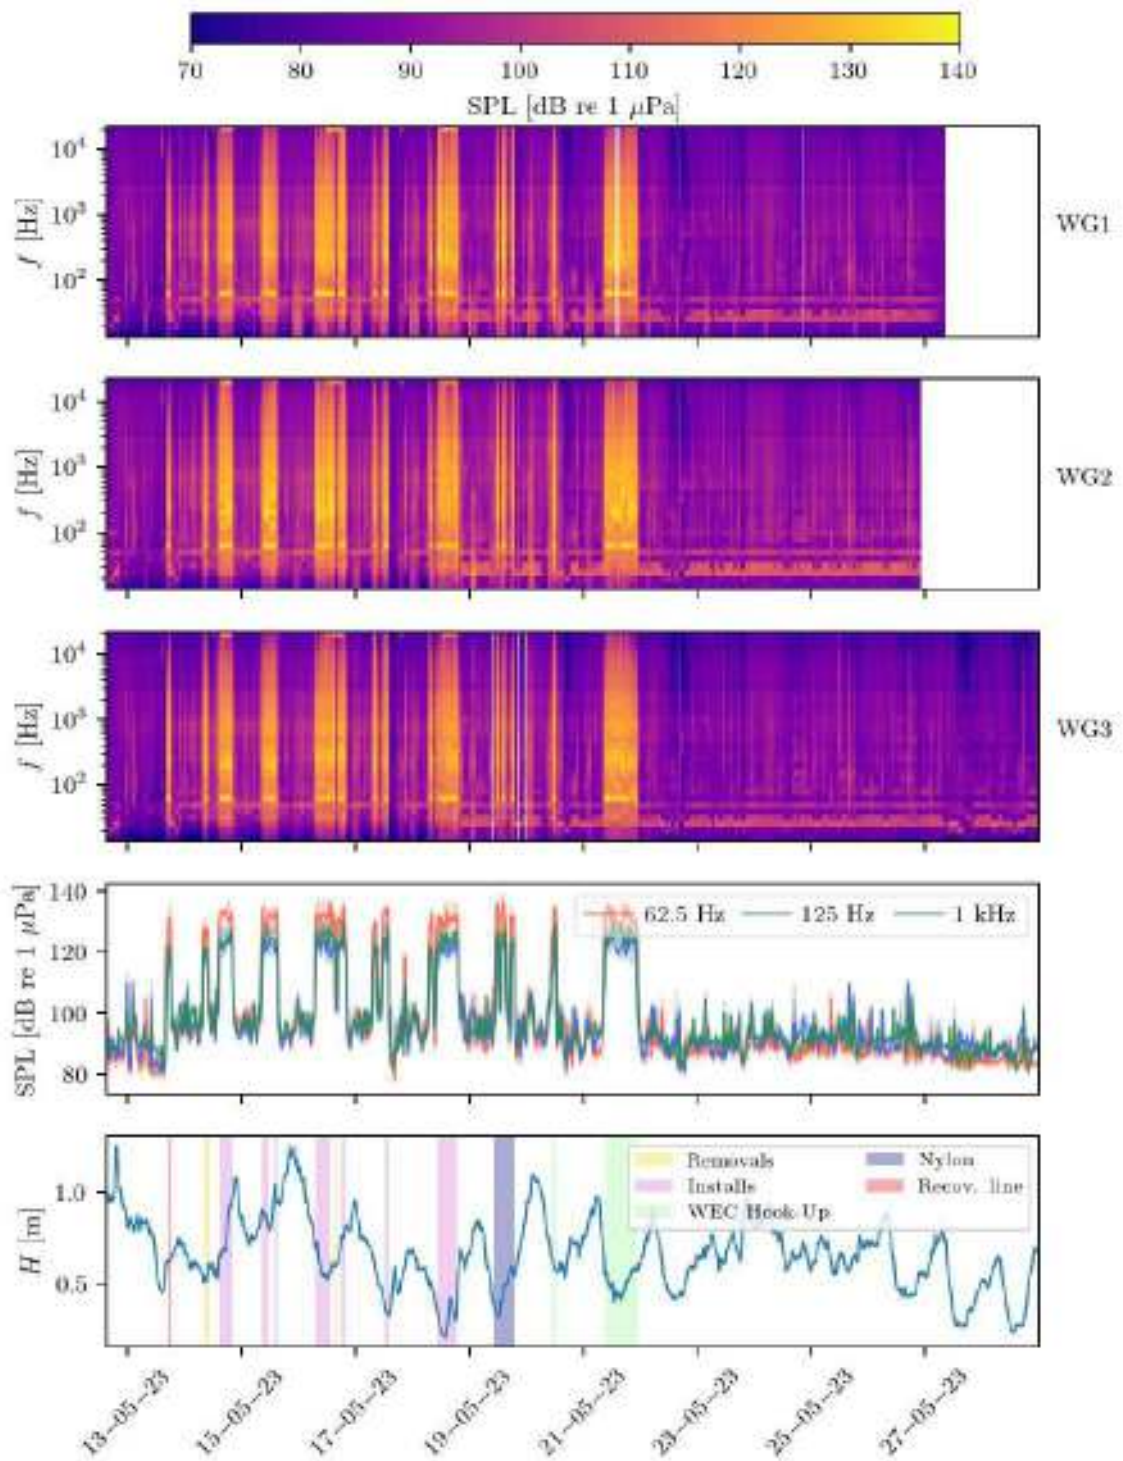 70 80 90 100 110 120 130 140
SPL [dB re 1 μPa]
10⁴
10³
10²
f [Hz]
WG1
10⁴
10³
10²
f [Hz]
WG2
10⁴
10³
10²
f [Hz]
WG3
140
120
100
80
SPL [dB re 1 μPa]
62.5 Hz 125 Hz 1 kHz
1.0
0.5
H [m]
Removals Nylon
Installs Recov. line
WEC Hook Up
13-05-23 15-05-23 17-05-23 19-05-23 21-05-23 23-05-23 25-05-23 27-05-23